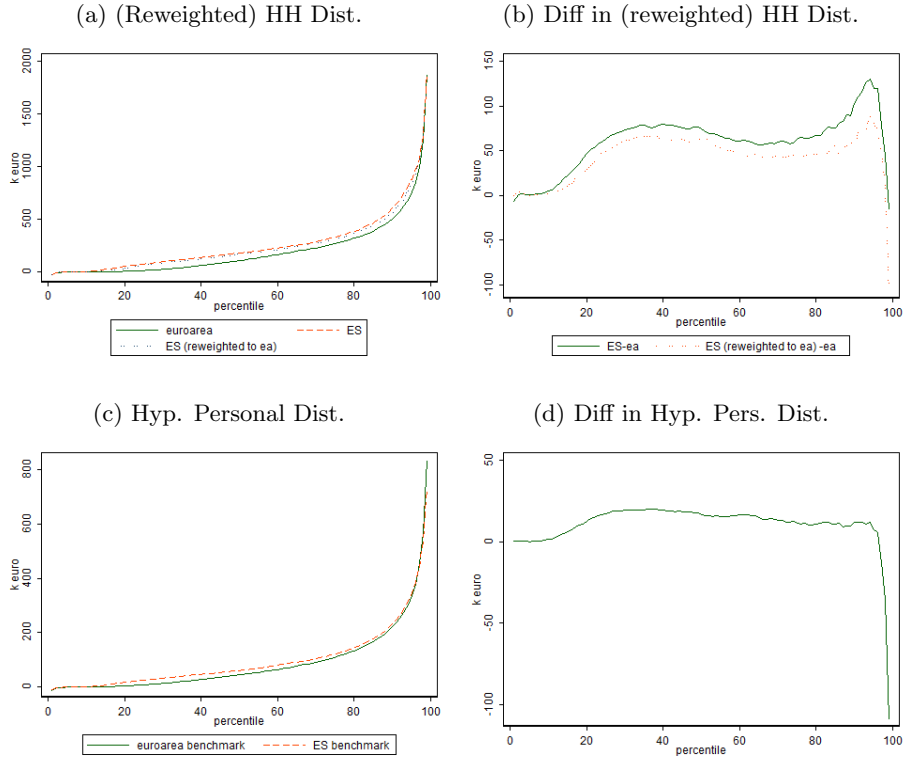 (a) (Reweighted) HH Dist.
2000
1500
1000
500
0
k euro
0 20 40 60 80 100
percentile
euroarea ES
ES (reweighted to ea)
(b) Diff in (reweighted) HH Dist.
150
100
50
0
-50
-100
k euro
0 20 40 60 80 100
percentile
ES-ea ES (reweighted to ea) -ea
(c) Hyp. Personal Dist.
800
600
400
200
0
k euro
0 20 40 60 80 100
percentile
euroarea benchmark ES benchmark
(d) Diff in Hyp. Pers. Dist.
50
0
-50
-100
k euro
0 20 40 60 80 100
percentile